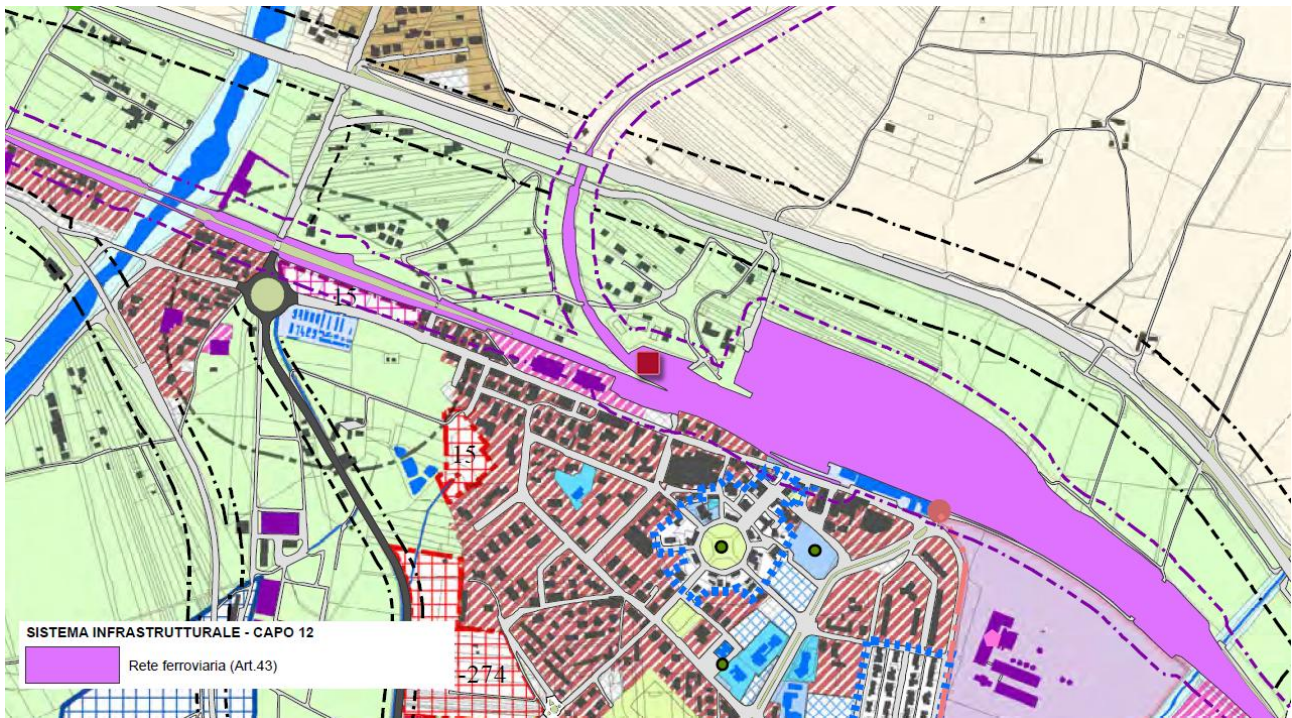 15
15
-274
SISTEMA INFRASTRUTTURALE - CAPO 12
Rete ferroviaria (Art.43)